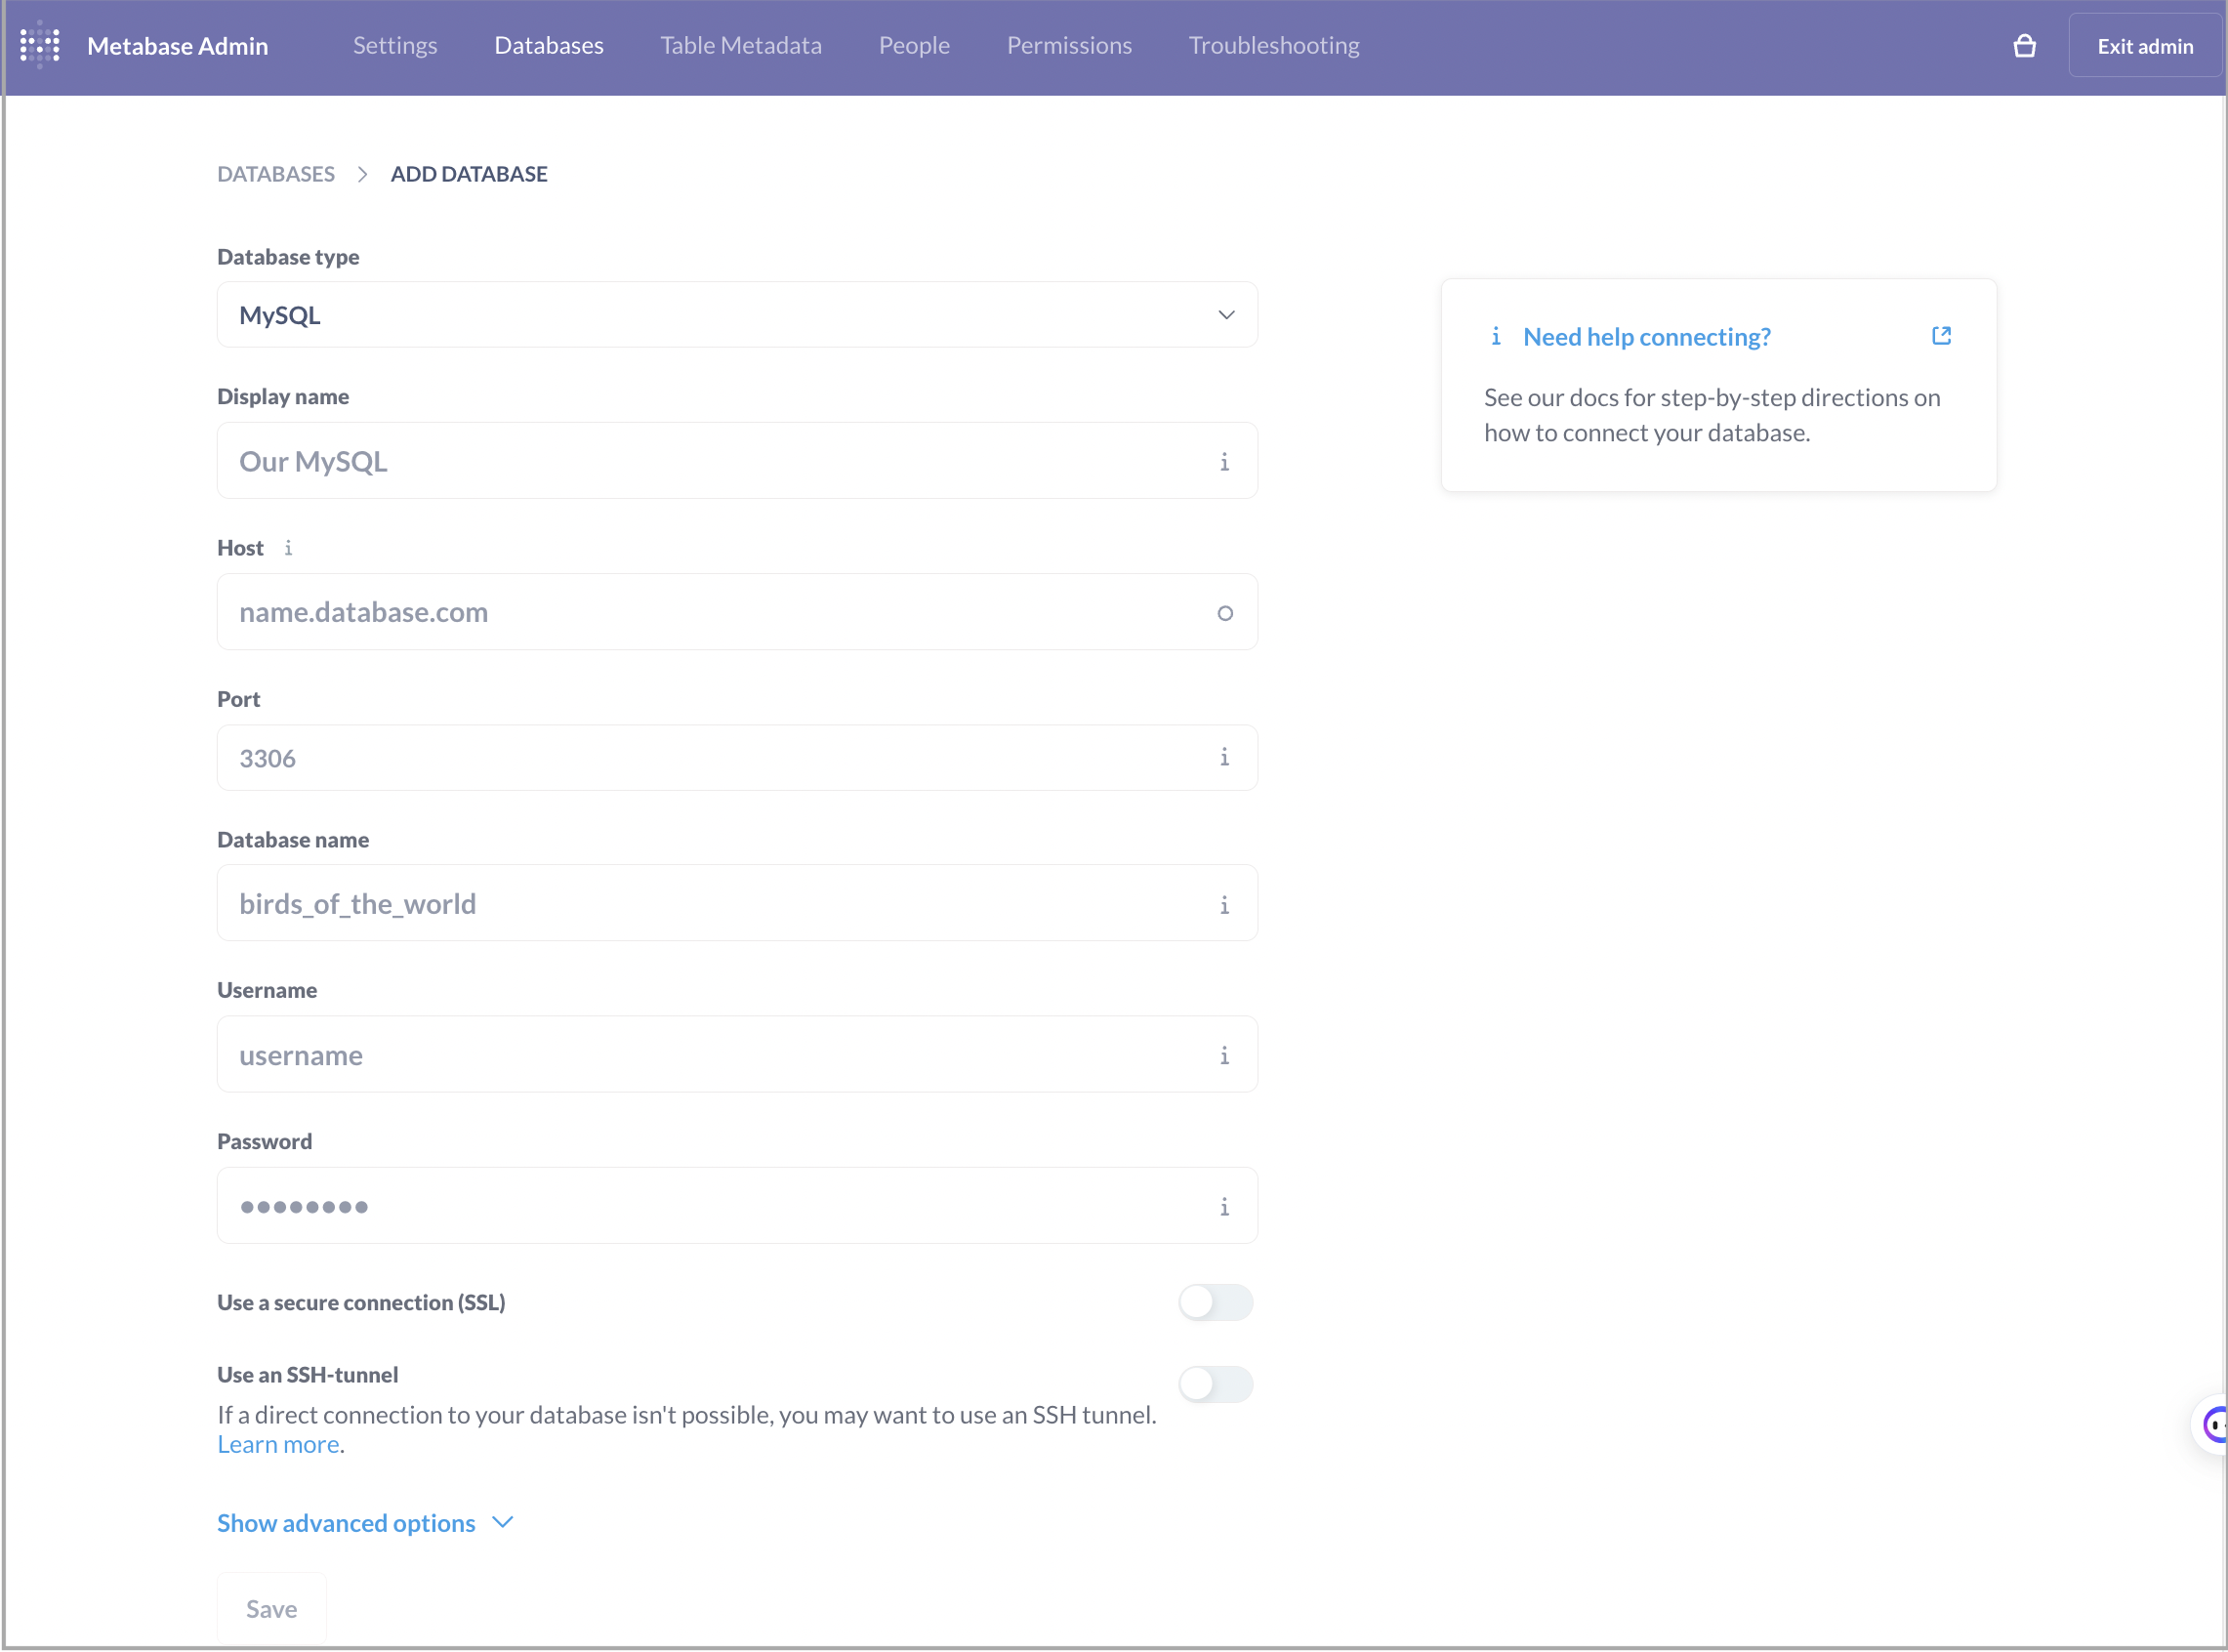 Metabase Admin
Settings
Databases
Table Metadata
People
Permissions
Troubleshooting
Exit admin
DATABASES
ADD DATABASE
Database type
MySQL
Display name
Our MySQL
Host
name.database.com
Port
3306
Database name
birds_of_the_world
Username
username
Password
••••••••
Use a secure connection (SSL)
Use an SSH-tunnel
If a direct connection to your database isn't possible, you may want to use an SSH tunnel.
Learn more.
Show advanced options
Save
Need help connecting?
See our docs for step-by-step directions on
how to connect your database.